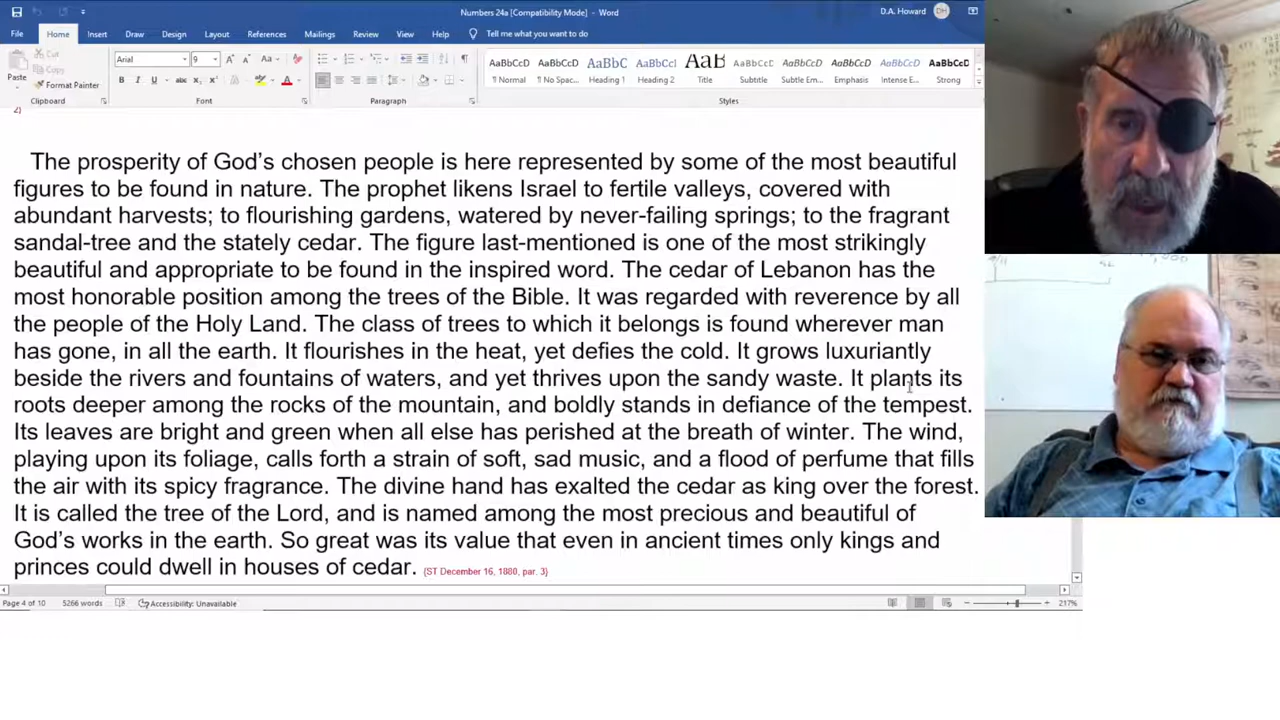 Numbers 24a [Compatibility Mode] - Word
D.A. Howard DH
File Home Insert Draw Design Layout References Mailings Review View Help Tell me what you want to do
Paste
Cut
Copy
Format Painter
Clipboard
Arial 9
Font
Paragraph
AaBbCcD AaBbCcD AaBbC AaBbCcI AaB AaBbCcD AaBbCcD AaBbCcD AaBbCcD AaBbCcD
¶ Normal ¶ No Spac... Heading 1 Heading 2 Title Subtitle Subtle Em... Emphasis Intense E... Strong
Styles
2)
The prosperity of God’s chosen people is here represented by some of the most beautiful
figures to be found in nature. The prophet likens Israel to fertile valleys, covered with
abundant harvests; to flourishing gardens, watered by never-failing springs; to the fragrant
sandal-tree and the stately cedar. The figure last-mentioned is one of the most strikingly
beautiful and appropriate to be found in the inspired word. The cedar of Lebanon has the
most honorable position among the trees of the Bible. It was regarded with reverence by all
the people of the Holy Land. The class of trees to which it belongs is found wherever man
has gone, in all the earth. It flourishes in the heat, yet defies the cold. It grows luxuriantly
beside the rivers and fountains of waters, and yet thrives upon the sandy waste. It plants its
roots deeper among the rocks of the mountain, and boldly stands in defiance of the tempest.
Its leaves are bright and green when all else has perished at the breath of winter. The wind,
playing upon its foliage, calls forth a strain of soft, sad music, and a flood of perfume that fills
the air with its spicy fragrance. The divine hand has exalted the cedar as king over the forest.
It is called the tree of the Lord, and is named among the most precious and beautiful of
God’s works in the earth. So great was its value that even in ancient times only kings and
princes could dwell in houses of cedar. (ST December 16, 1880, par. 3)
Page 4 of 10 5266 words Accessibility: Unavailable 217%
9/11